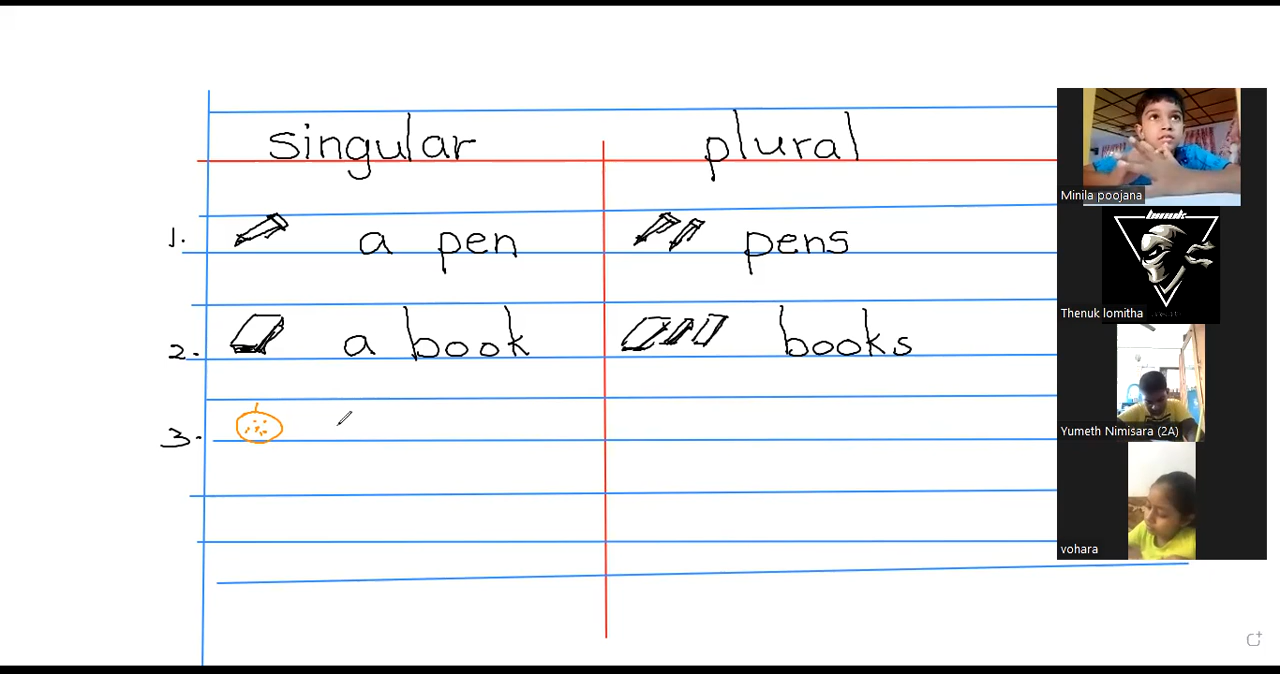 singular plural
1. a pen pens
2. a book books
3.
Minila poojana
Thenuk lomitha
Yumeth Nimisara (2A)
vohara